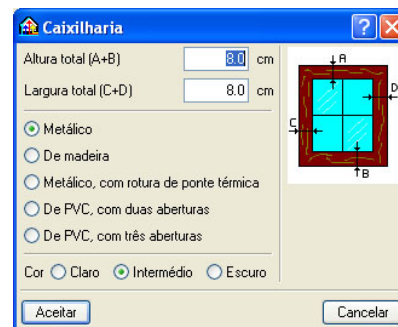 Caixilharia
Altura total (A+B) 8.0 cm
Largura total (C+D) 8.0 cm
A
D
C
B
Metálico
De madeira
Metálico, com rotura de ponte térmica
De PVC, com duas aberturas
De PVC, com três aberturas
Cor Claro Intermédio Escuro
Aceitar Cancelar